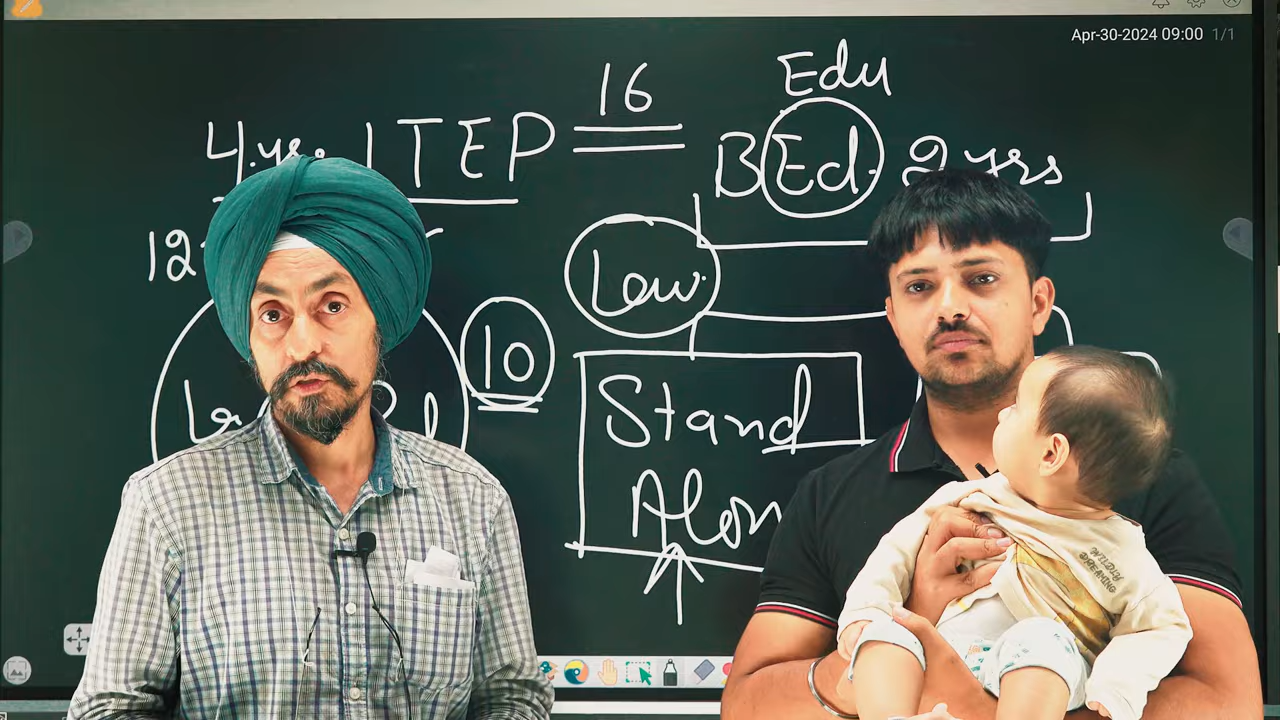 Apr-30-2024 09:00 1/1
16
Edu
4 yrs. ITEP
BEd. 2 yrs
12
Law.
10
Stand
Alon